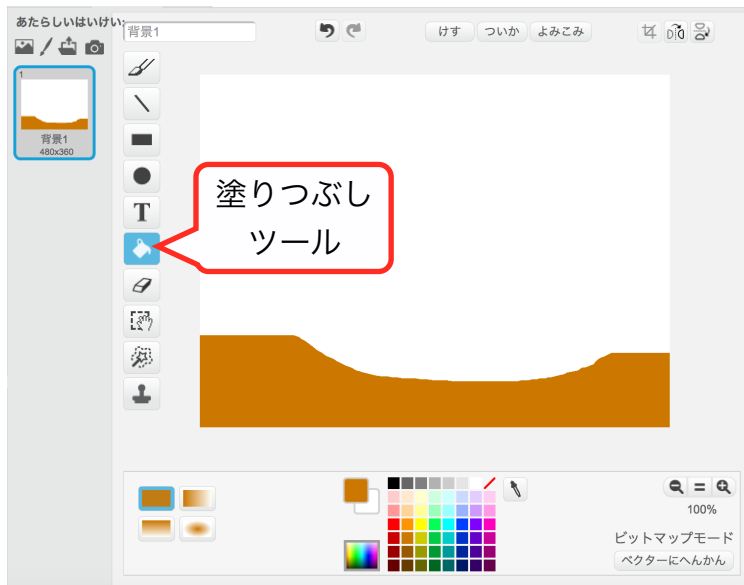 あたらしいはいけい:
背景1
けす
ついか
よみこみ
1
背景1
480x360
T
塗りつぶし
ツール
100%
ビットマップモード
ベクターにへんかん